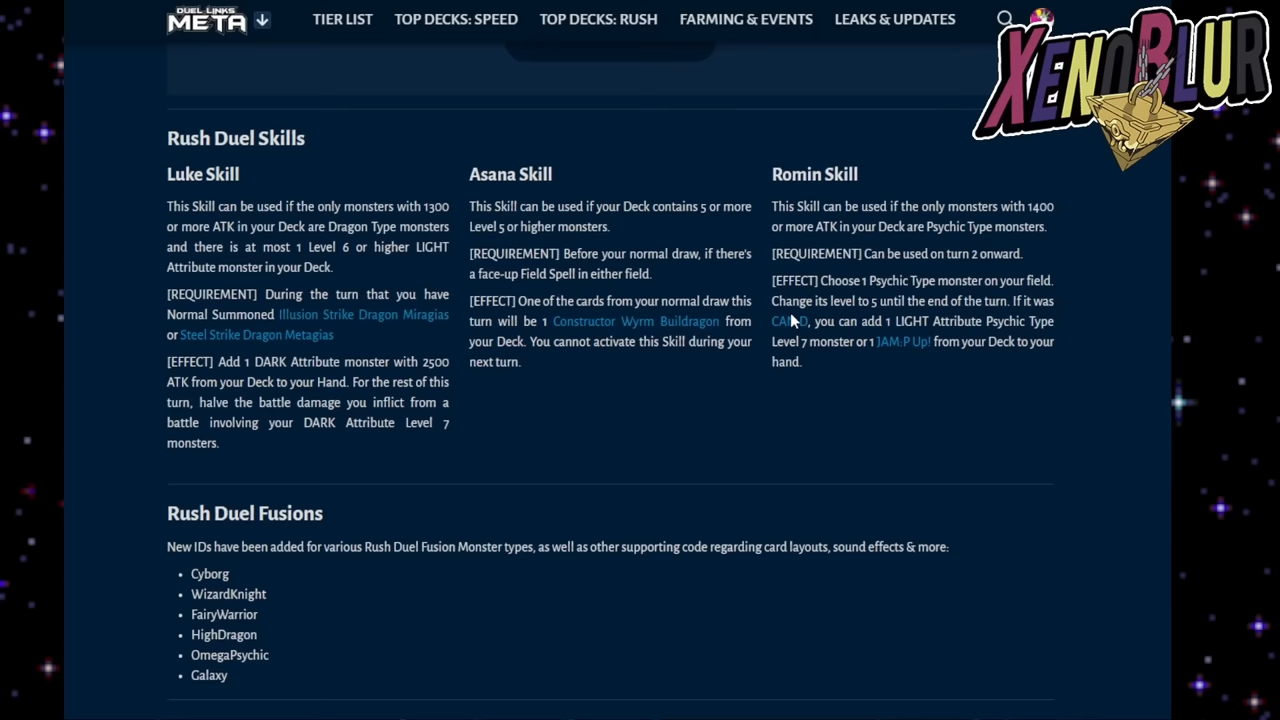 DUEL LINKS
META
TIER LIST
TOP DECKS: SPEED
TOP DECKS: RUSH
FARMING & EVENTS
LEAKS & UPDATES
XENOBLUR
Rush Duel Skills
Luke Skill
This Skill can be used if the only monsters with 1300
or more ATK in your Deck are Dragon Type monsters
and there is at most 1 Level 6 or higher LIGHT
Attribute monster in your Deck.
[REQUIREMENT] During the turn that you have
Normal Summoned Illusion Strike Dragon Miragias
or Steel Strike Dragon Metagias
[EFFECT] Add 1 DARK Attribute monster with 2500
ATK from your Deck to your Hand. For the rest of this
turn, halve the battle damage you inflict from a
battle involving your DARK Attribute Level 7
monsters.
Asana Skill
This Skill can be used if your Deck contains 5 or more
Level 5 or higher monsters.
[REQUIREMENT] Before your normal draw, if there's
a face-up Field Spell in either field.
[EFFECT] One of the cards from your normal draw this
turn will be 1 Constructor Wyrm Buildragon from
your Deck. You cannot activate this Skill during your
next turn.
Romin Skill
This Skill can be used if the only monsters with 1400
or more ATK in your Deck are Psychic Type monsters.
[REQUIREMENT] Can be used on turn 2 onward.
[EFFECT] Choose 1 Psychic Type monster on your field.
Change its level to 5 until the end of the turn. If it was
you can add 1 LIGHT Attribute Psychic Type
Level 7 monster or 1 JAM:P Up! from your Deck to your
hand.
Rush Duel Fusions
New IDs have been added for various Rush Duel Fusion Monster types, as well as other supporting code regarding card layouts, sound effects & more:
• Cyborg
• WizardKnight
• FairyWarrior
• HighDragon
• OmegaPsychic
• Galaxy